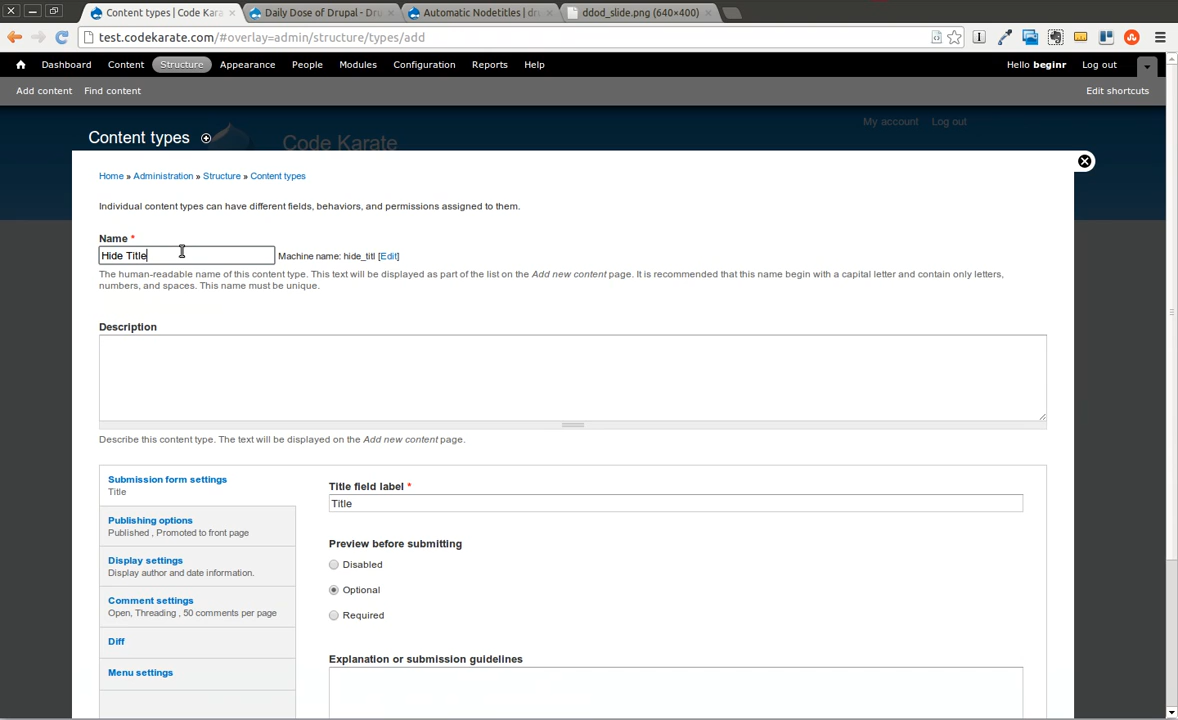 Content types | Code Kara
Daily Dose of Drupal - Dru
Automatic Nodetitles | dru
ddod_slide.png (640×400)
test.codekarate.com/#overlay=admin/structure/types/add
Dashboard Content Structure Appearance People Modules Configuration Reports Help Hello beginr Log out
Add content Find content Edit shortcuts
My account Log out
Content types
Code Karate
Home » Administration » Structure » Content types
Individual content types can have different fields, behaviors, and permissions assigned to them.
Name *
Hide Title Machine name: hide_titl [Edit]
The human-readable name of this content type. This text will be displayed as part of the list on the Add new content page. It is recommended that this name begin with a capital letter and contain only letters,
numbers, and spaces. This name must be unique.
Description
Describe this content type. The text will be displayed on the Add new content page.
Submission form settings
Title
Publishing options
Published , Promoted to front page
Display settings
Display author and date information.
Comment settings
Open, Threading , 50 comments per page
Diff
Menu settings
Title field label *
Title
Preview before submitting
Disabled
Optional
Required
Explanation or submission guidelines